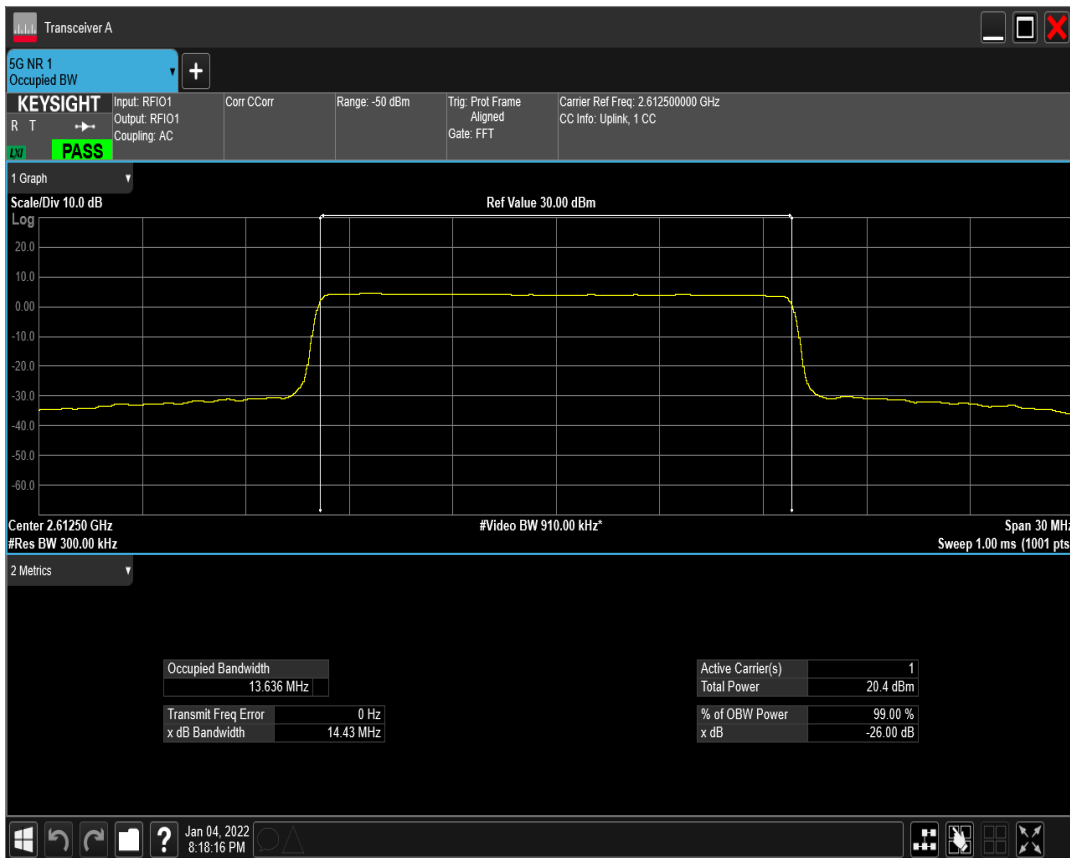 Transceiver A
5G NR 1
Occupied BW
KEYSIGHT
R T
LXI
PASS
Input: RFIO1
Output: RFIO1
Coupling: AC
Corr CCorr
Range: -50 dBm
Trig: Prot Frame
Aligned
Gate: FFT
Carrier Ref Freq: 2.612500000 GHz
CC Info: Uplink, 1 CC
1 Graph
Scale/Div 10.0 dB
Ref Value 30.00 dBm
Log
20.0
10.0
0.00
-10.0
-20.0
-30.0
-40.0
-50.0
-60.0
Center 2.61250 GHz
#Video BW 910.00 kHz*
Span 30 MHz
#Res BW 300.00 kHz
Sweep 1.00 ms (1001 pts
2 Metrics
Occupied Bandwidth
13.636 MHz
Transmit Freq Error 0 Hz
x dB Bandwidth 14.43 MHz
Active Carrier(s) 1
Total Power 20.4 dBm
% of OBW Power 99.00 %
x dB -26.00 dB
?
Jan 04, 2022
8:18:16 PM